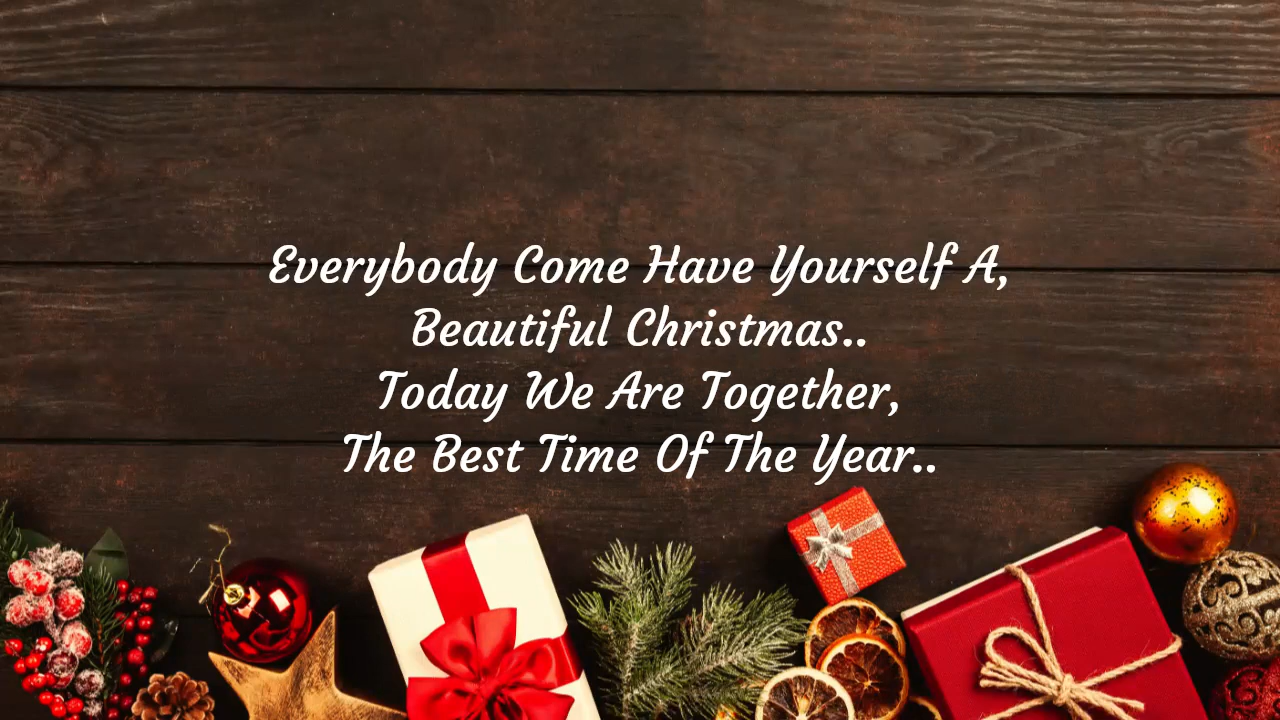 Everybody Come Have Yourself A,
Beautiful Christmas..
Today We Are Together,
The Best Time Of The Year..